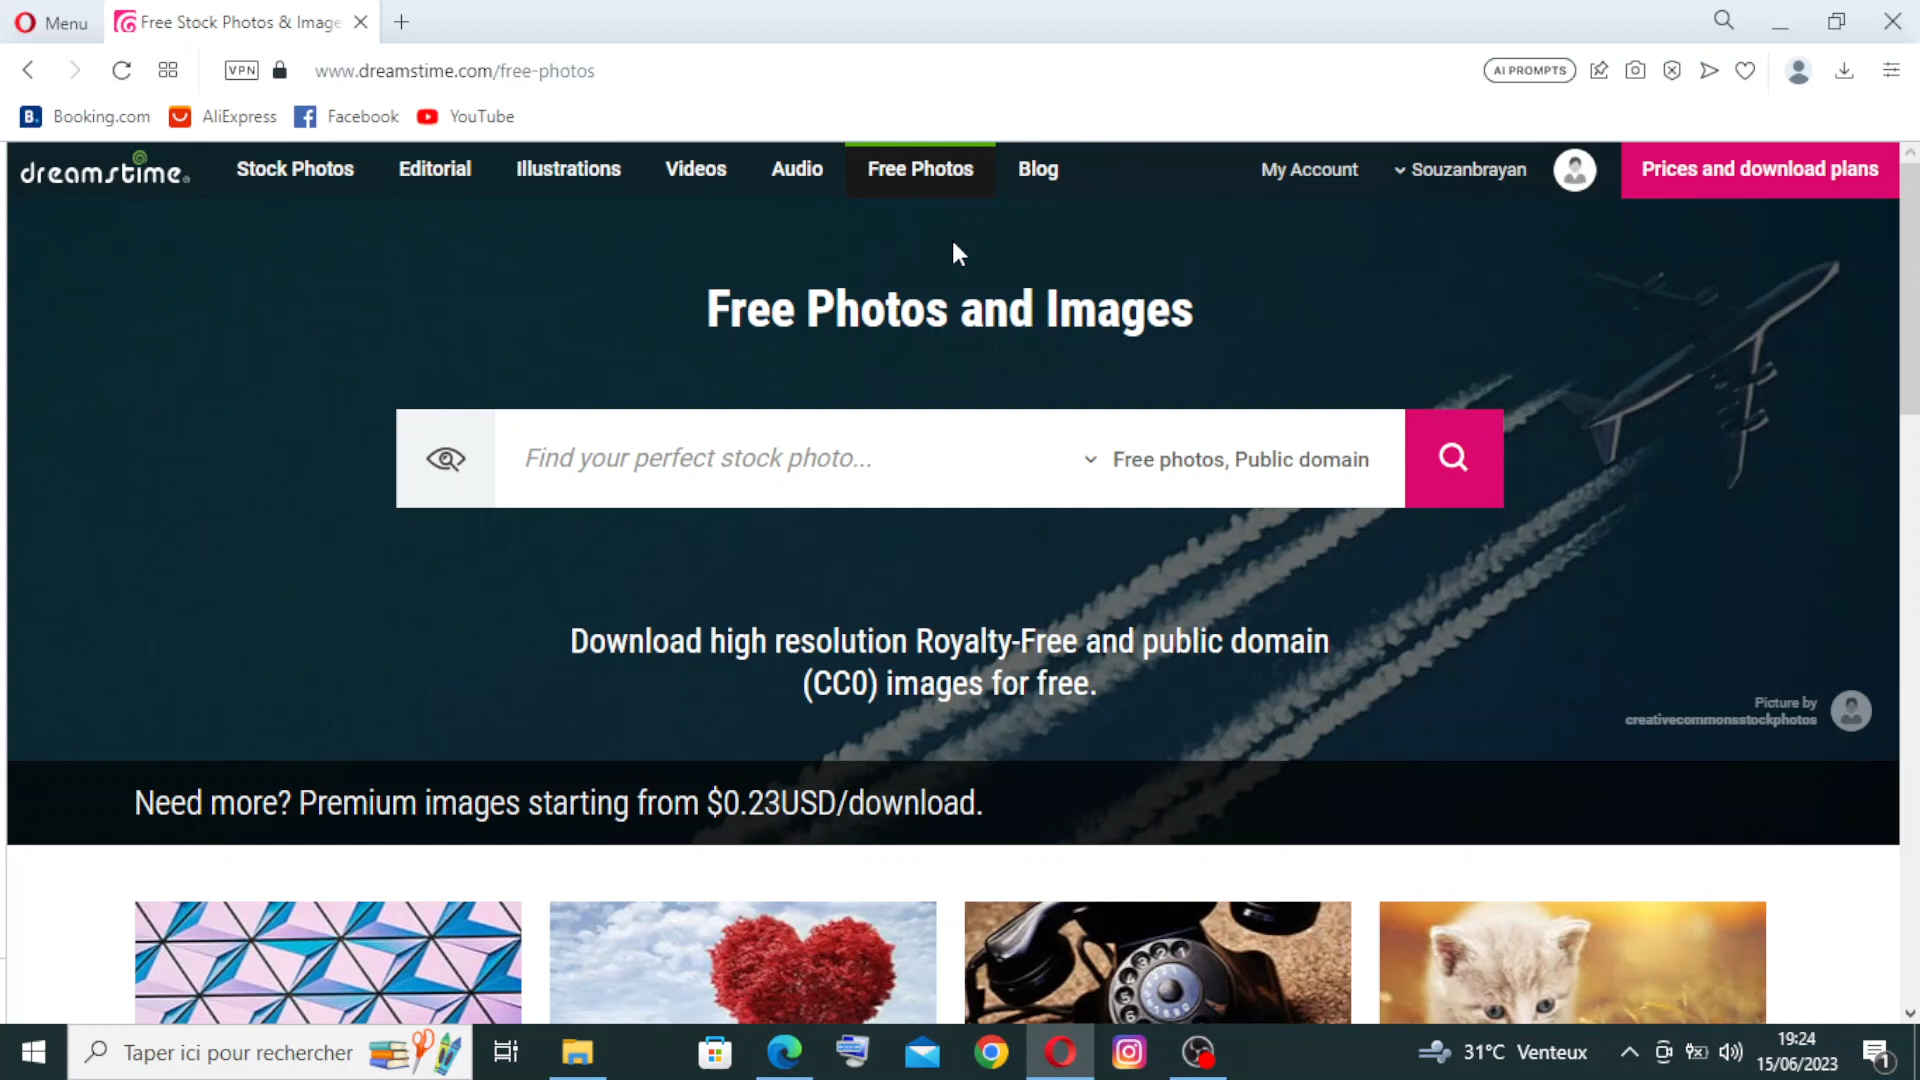 Menu
Free Stock Photos & Image
VPN
www.dreamstime.com/free-photos
AI PROMPTS
B. Booking.com
AliExpress
Facebook
YouTube
dreamstime.
Stock Photos
Editorial
Illustrations
Videos
Audio
Free Photos
Blog
My Account
Souzanbrayan
Prices and download plans
Free Photos and Images
Find your perfect stock photo...
Free photos, Public domain
Download high resolution Royalty-Free and public domain
(CC0) images for free.
Picture by
creativecommonsstockphotos
Need more? Premium images starting from $0.23USD/download.
Taper ici pour rechercher
31°C Venteux
19:24
15/06/2023
1